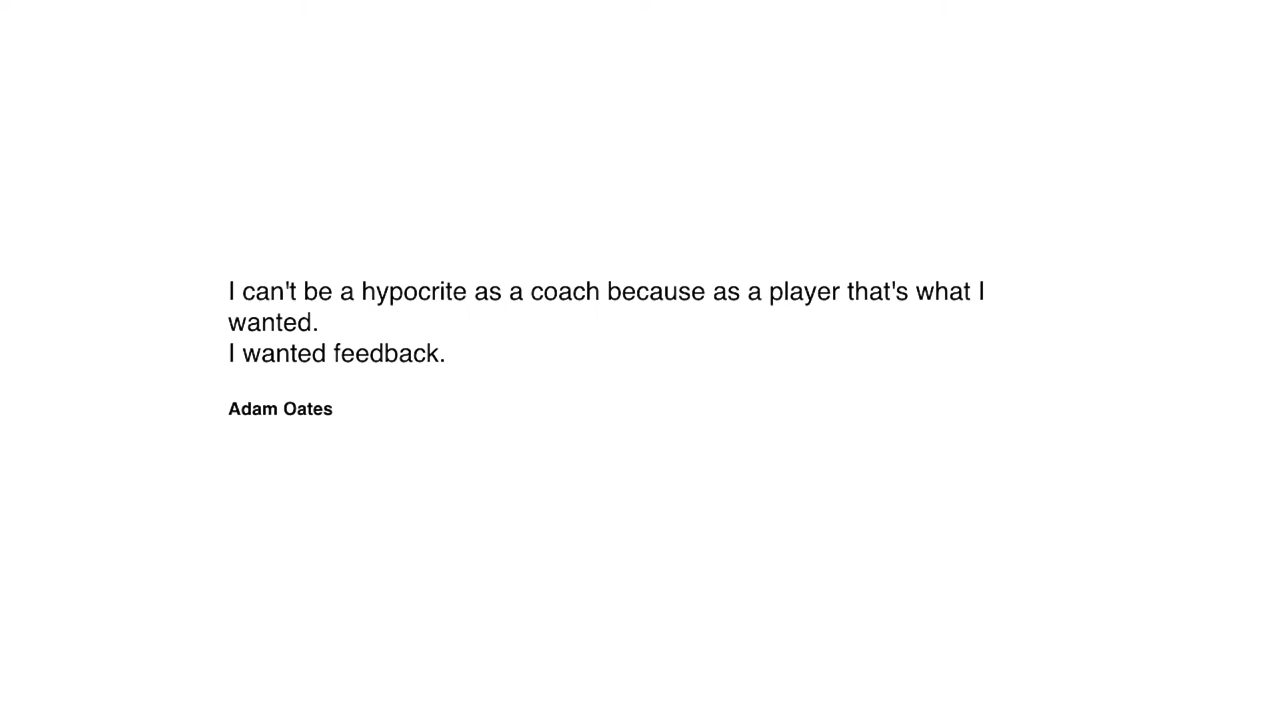 I can't be a hypocrite as a coach because as a player that's what I
wanted.
I wanted feedback.
Adam Oates